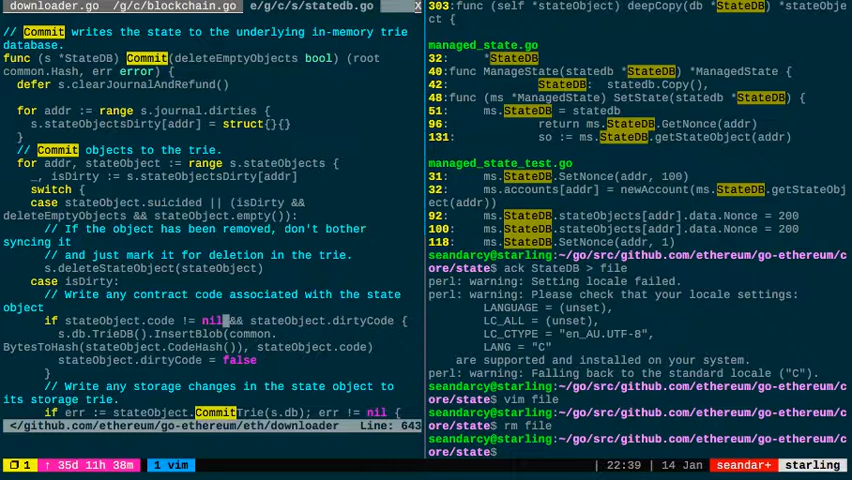 downloader.go  /g/c/blockchain.go  e/g/c/s/statedb.go  X
// Commit writes the state to the underlying in-memory trie
database.
func (s *StateDB) Commit(deleteEmptyObjects bool) (root
common.Hash, err error) {
defer s.clearJournalAndRefund()
for addr := range s.journal.dirties {
s.stateObjectsDirty[addr] = struct{}{}
}
// Commit objects to the trie.
for addr, stateObject := range s.stateObjects {
_, isDirty := s.stateObjectsDirty[addr]
switch {
case stateObject.suicided || (isDirty &&
deleteEmptyObjects && stateObject.empty()):
// If the object has been removed, don't bother
syncing it
// and just mark it for deletion in the trie.
s.deleteStateObject(stateObject)
case isDirty:
// Write any contract code associated with the state
object
if stateObject.code != nil && stateObject.dirtyCode {
s.db.TrieDB().InsertBlob(common.
BytesToHash(stateObject.CodeHash()), stateObject.code)
stateObject.dirtyCode = false
}
// Write any storage changes in the state object to
its storage trie.
if err := stateObject.CommitTrie(s.db); err != nil {
</github.com/ethereum/go-ethereum/eth/downloader   Line: 643
303:func (self *stateObject) deepCopy(db *StateDB) *stateObje
ct {
managed_state.go
32:     *StateDB
40:func ManageState(statedb *StateDB) *ManagedState {
42:             StateDB:  statedb.Copy(),
48:func (ms *ManagedState) SetState(statedb *StateDB) {
51:     ms.StateDB = statedb
96:             return ms.StateDB.GetNonce(addr)
131:            so := ms.StateDB.getStateObject(addr)
managed_state_test.go
31:     ms.StateDB.SetNonce(addr, 100)
32:     ms.accounts[addr] = newAccount(ms.StateDB.getStateObj
ect(addr))
92:     ms.StateDB.stateObjects[addr].data.Nonce = 200
100:    ms.StateDB.stateObjects[addr].data.Nonce = 200
118:    ms.StateDB.SetNonce(addr, 1)
seandarcy@starling:~/go/src/github.com/ethereum/go-ethereum/c
ore/state$ ack StateDB > file
perl: warning: Setting locale failed.
perl: warning: Please check that your locale settings:
LANGUAGE = (unset),
LC_ALL = (unset),
LC_CTYPE = "en_AU.UTF-8",
LANG = "C"
are supported and installed on your system.
perl: warning: Falling back to the standard locale ("C").
seandarcy@starling:~/go/src/github.com/ethereum/go-ethereum/c
ore/state$ vim file
seandarcy@starling:~/go/src/github.com/ethereum/go-ethereum/c
ore/state$ rm file
seandarcy@starling:~/go/src/github.com/ethereum/go-ethereum/c
ore/state$
1  ↑ 35d 11h 38m  1 vim  | 22:39 | 14 Jan  seandar+  starling